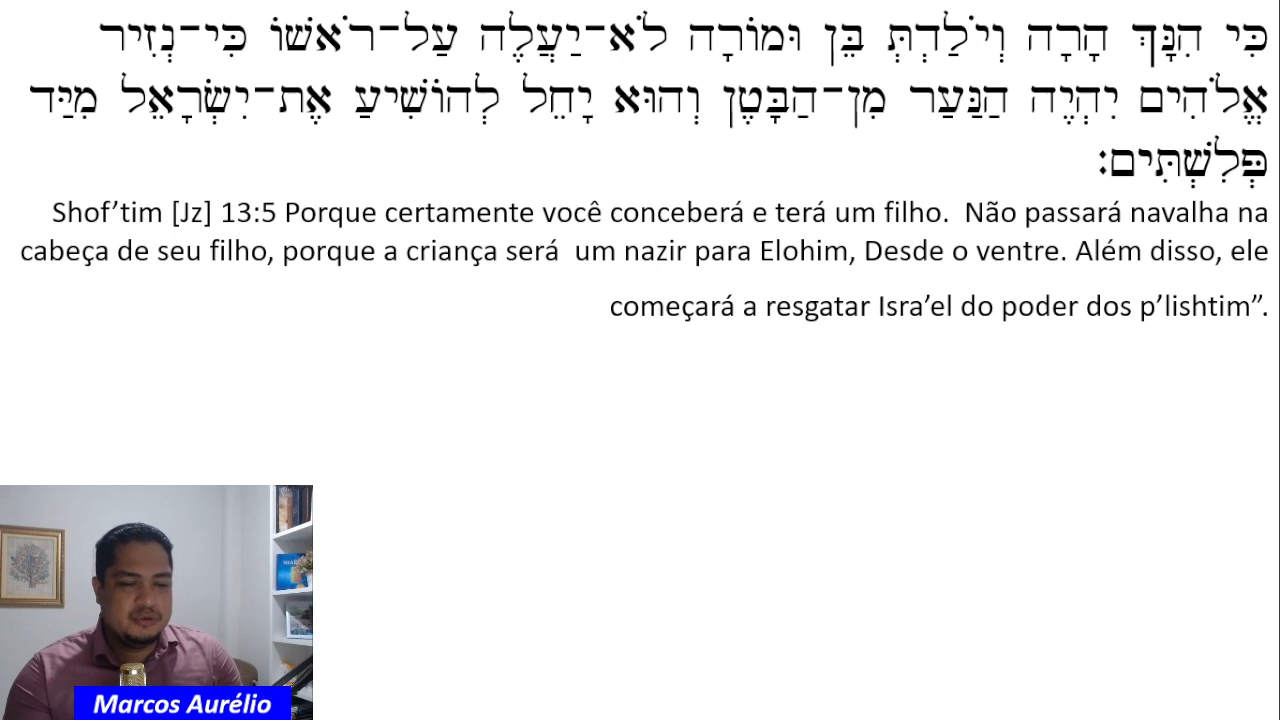 כִּי הִנָּךְ הָרָה וְיֹלַדְתְּ בֵּן וּמוֹרָה לֹא־יַעֲלֶה עַל־רֹאשׁוֹ כִּי־נְזִיר
אֱלֹהִים יִהְיֶה הַנַּעַר מִן־הַבָּטֶן וְהוּא יָחֵל לְהוֹשִׁיעַ אֶת־יִשְׂרָאֵל מִיַּד
פְּלִשְׁתִּים׃
Shof’tim [Jz] 13:5 Porque certamente você conceberá e terá um filho.  Não passará navalha na
cabeça de seu filho, porque a criança será  um nazir para Elohim, Desde o ventre. Além disso, ele
começará a resgatar Isra’el do poder dos p’lishtim”.
Marcos Aurélio